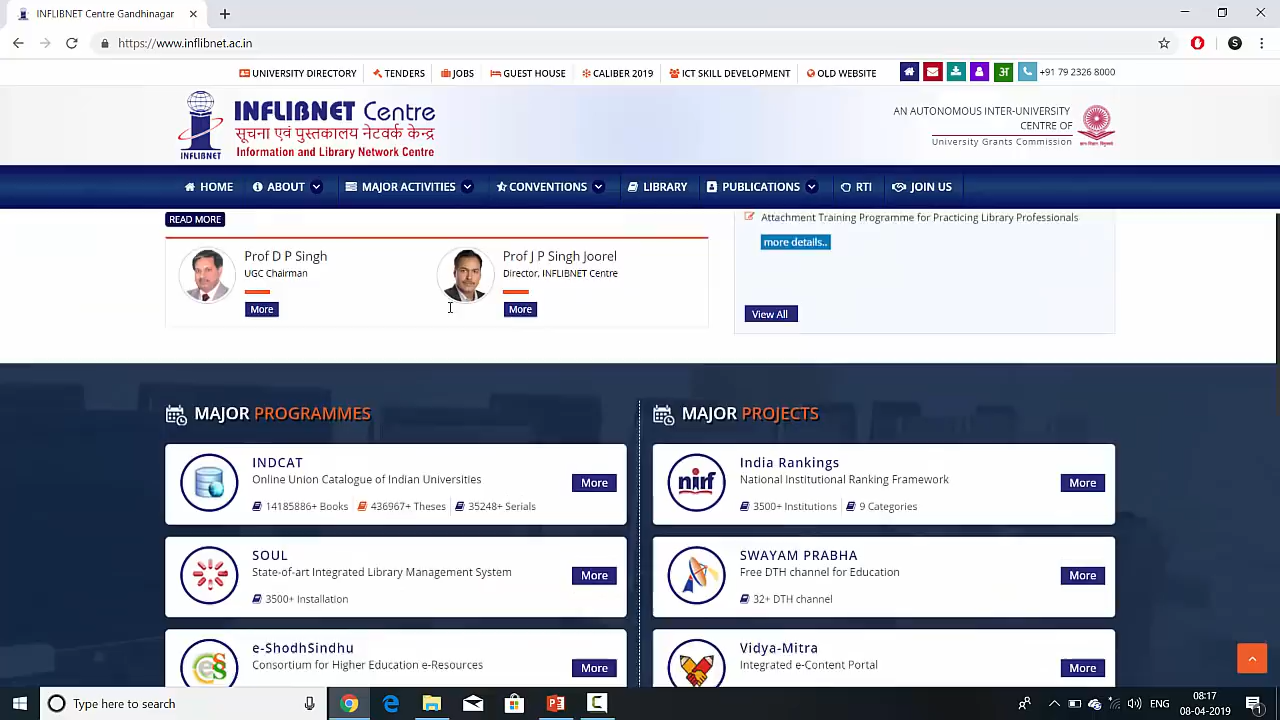 INFLIBNET Centre Gandhinagar
https://www.inflibnet.ac.in
UNIVERSITY DIRECTORY
TENDERS
JOBS
GUEST HOUSE
CALIBER 2019
ICT SKILL DEVELOPMENT
OLD WEBSITE
अ
+91 79 2326 8000
INFLIBNET
INFLIBNET Centre
सूचना एवं पुस्तकालय नेटवर्क केन्द्र
Information and Library Network Centre
AN AUTONOMOUS INTER-UNIVERSITY
CENTRE OF
University Grants Commission
HOME
ABOUT
MAJOR ACTIVITIES
CONVENTIONS
LIBRARY
PUBLICATIONS
RTI
JOIN US
READ MORE
Prof D P Singh
UGC Chairman
More
Prof J P Singh Joorel
Director, INFLIBNET Centre
More
Attachment Training Programme for Practicing Library Professionals
more details..
View All
MAJOR PROGRAMMES
INDCAT
Online Union Catalogue of Indian Universities
14185886+ Books 436967+ Theses 35248+ Serials
More
SOUL
State-of-art Integrated Library Management System
3500+ Installation
More
e-ShodhSindhu
Consortium for Higher Education e-Resources
More
MAJOR PROJECTS
nirf
India Rankings
National Institutional Ranking Framework
3500+ Institutions 9 Categories
More
SWAYAM PRABHA
Free DTH channel for Education
32+ DTH channel
More
Vidya-Mitra
Integrated e-Content Portal
More
Type here to search
ENG
08:17
08-04-2019